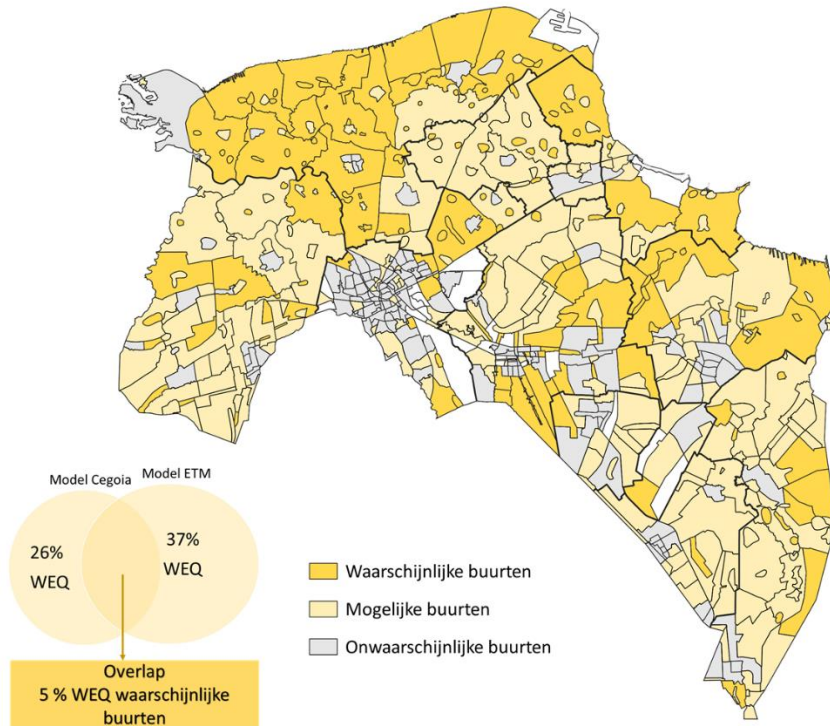 Model Cegoia
Model ETM
26%
WEQ
37%
WEQ
Overlap
5 % WEQ waarschijnlijke
buurten
Waarschijnlijke buurten
Mogelijke buurten
Onwaarschijnlijke buurten